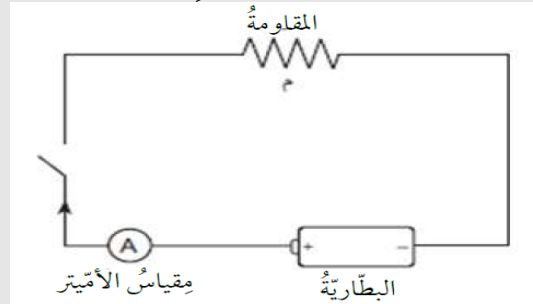 المقاومةُ
م
A
+ −
مِقياسُ الأمّيتر
البطّاريّةُ